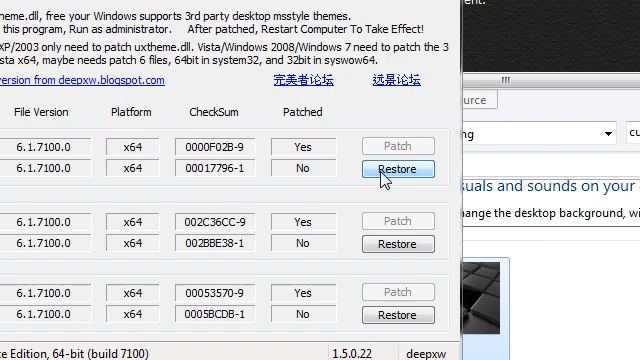 heme.dll, free your Windows supports 3rd party desktop msstyle themes.
this program, Run as administrator. After patched, Restart Computer To Take Effect!
XP/2003 only need to patch uxtheme.dll. Vista/Windows 2008/Windows 7 need to patch the 3
sta x64, maybe needs patch 6 files, 64bit in system32, and 32bit in syswow64.
version from deepxw.blogspot.com 完美者论坛 远景论坛
File Version Platform CheckSum Patched
6.1.7100.0 x64 0000F02B-9 Yes Patch
6.1.7100.0 x64 00017796-1 No Restore
6.1.7100.0 x64 002C36CC-9 Yes Patch
6.1.7100.0 x64 002BBE38-1 No Restore
6.1.7100.0 x64 00053570-9 Yes Patch
6.1.7100.0 x64 0005BCDB-1 No Restore
te Edition, 64-bit (build 7100) 1.5.0.22 deepxw
ent.
ource
ng cu
suals and sounds on your
hange the desktop background, wi